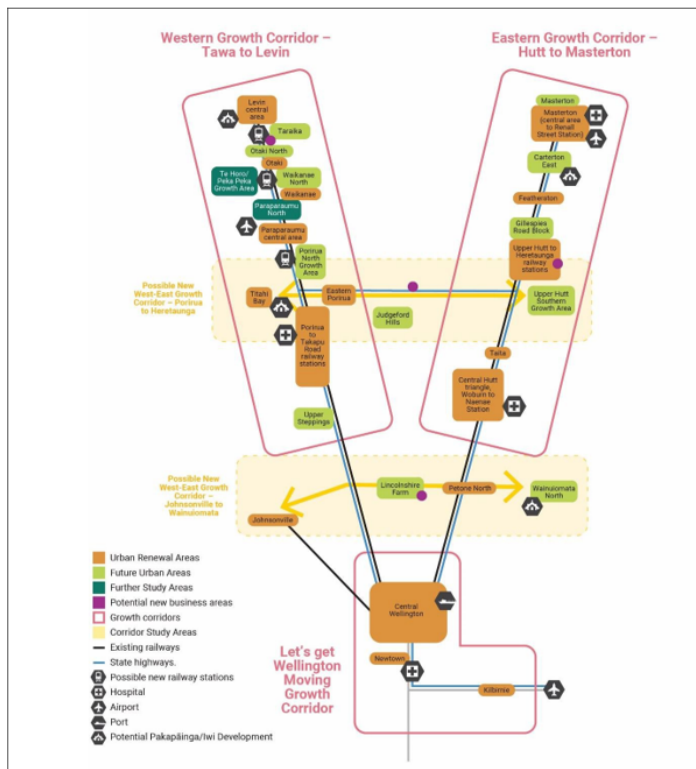 Western Growth Corridor –
Tawa to Levin
Eastern Growth Corridor –
Hutt to Masterton
Levin
central
area
Taraika
Otaki North
Otaki
Te Horo/
Peka Peka
Growth Area
Waikanae
North
Waikanae
Paraparaumu
North
Paraparaumu
central area
Porirua
North
Growth
Area
Masterton
Masterton
(central area
to Renall
Street Station)
Carterton
East
Featherston
Gillespies
Road Block
Upper Hutt to
Heretaunga
railway
stations
Possible New
West-East Growth
Corridor – Porirua
to Heretaunga
Titahi
Bay
Eastern
Porirua
Judgeford
Hills
Upper Hutt
Southern
Growth Area
Porirua
to
Takapu
Road
railway
stations
Taita
Central Hutt
triangle,
Woburn to
Naenae
Station
Upper
Steppings
Possible New
West-East Growth
Corridor –
Johnsonville to
Wainuiomata
Lincolnshire
Farm
Petone North
Wainuiomata
North
Johnsonville
Urban Renewal Areas
Future Urban Areas
Further Study Areas
Potential new business areas
Growth corridors
Corridor Study Areas
Existing railways
State highways.
Possible new railway stations
Hospital
Airport
Port
Potential Pakapāinga/Iwi Development
Central
Wellington
Let's get
Wellington
Moving
Growth
Corridor
Newtown
Kilbirnie